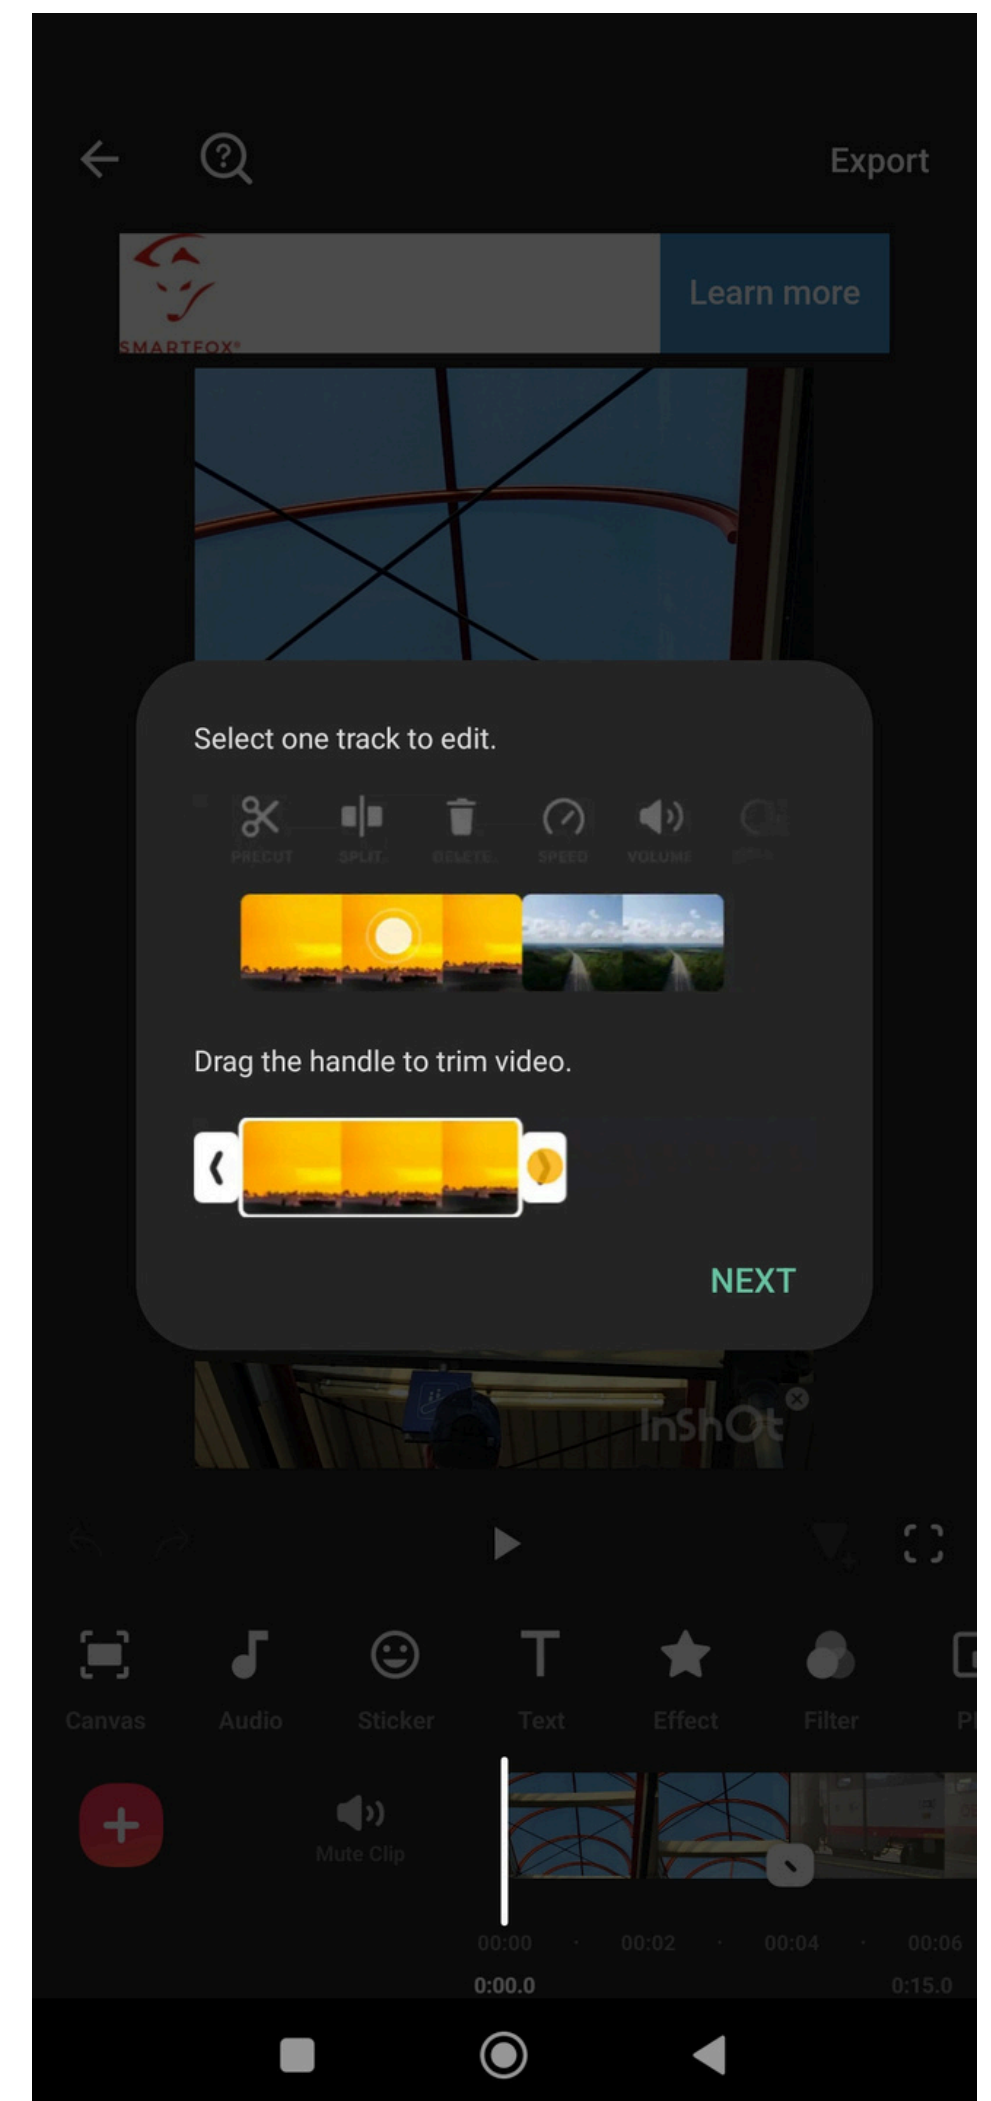 Export
SMARTFOX®
Learn more
Select one track to edit.
PRECUT SPLIT DELETE SPEED VOLUME
Drag the handle to trim video.
NEXT
InShOt
Canvas Audio Sticker Text Effect Filter
Mute Clip
00:00 00:02 00:04 00:06
0:00.0 0:15.0